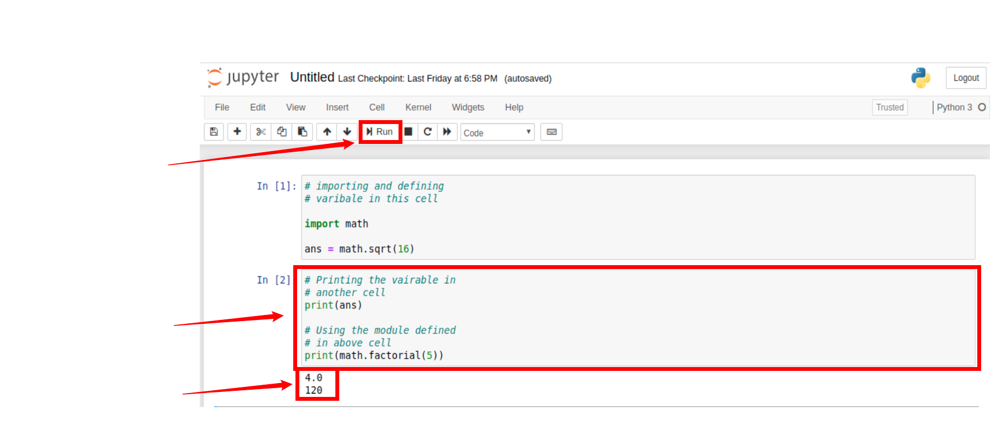 jupyter Untitled Last Checkpoint: Last Friday at 6:58 PM (autosaved) Logout
File Edit View Insert Cell Kernel Widgets Help Trusted Python 3
Run Code
In [1]: # importing and defining
# varibale in this cell
import math
ans = math.sqrt(16)
In [2] # Printing the vairable in
# another cell
print(ans)
# Using the module defined
# in above cell
print(math.factorial(5))
4.0
120